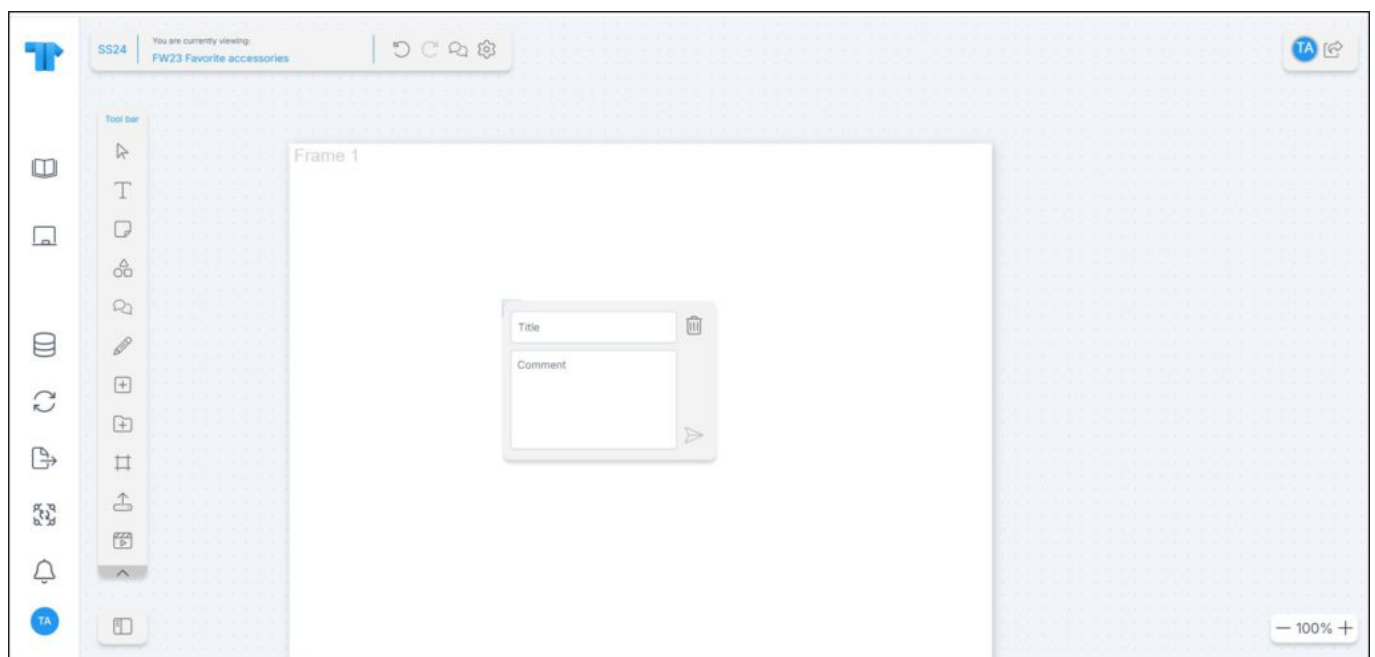 SS24
You are currently viewing:
FW23 Favorite accessories
TA
Tool bar
Frame 1
T
Title
Comment
TA
100%